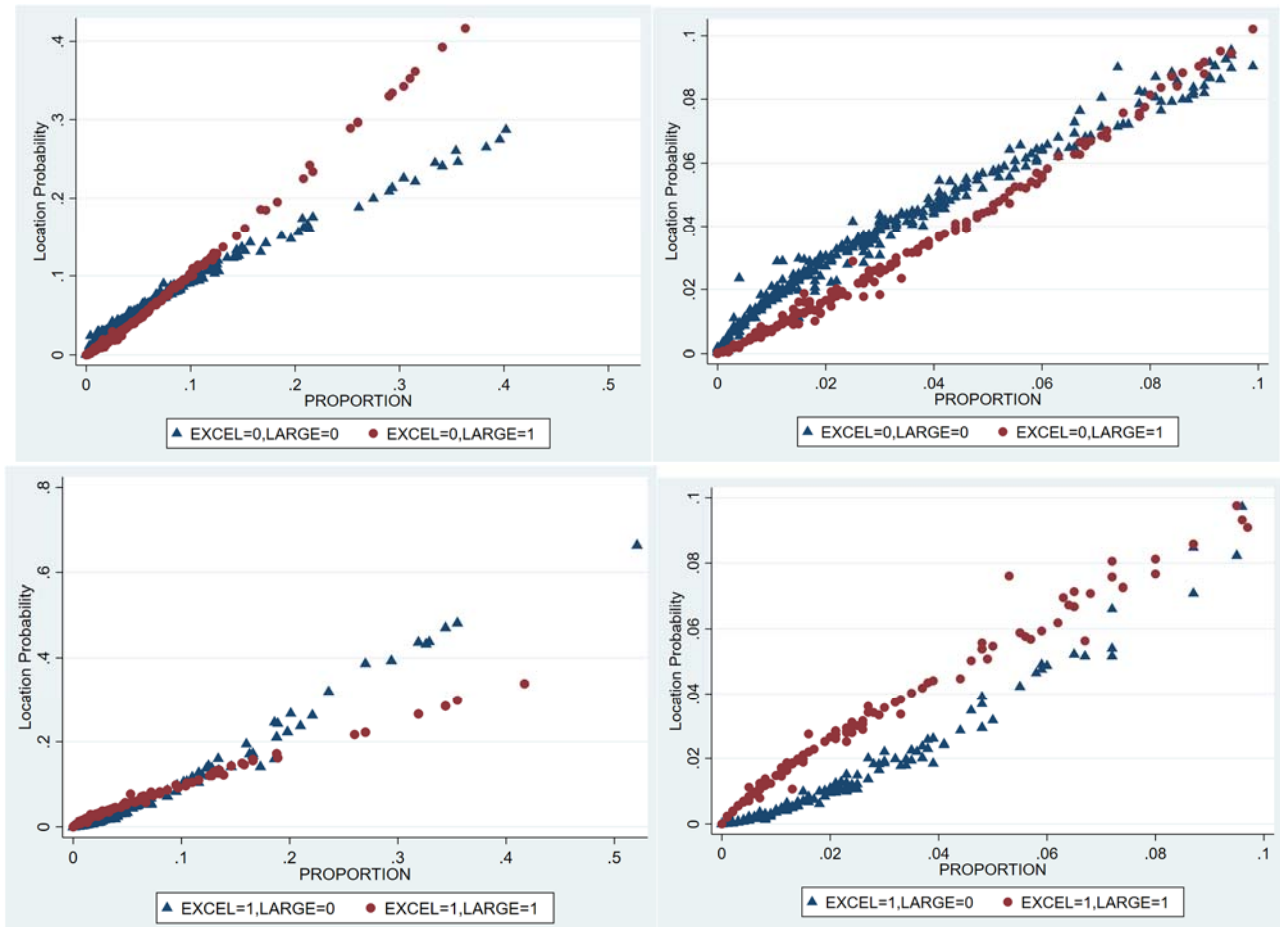 Location Probability
.4
.3
.2
.1
0
0 .1 .2 .3 .4 .5
PROPORTION
EXCEL=0,LARGE=0 EXCEL=0,LARGE=1
Location Probability
.1
.08
.06
.04
.02
0
0 .02 .04 .06 .08 .1
PROPORTION
EXCEL=0,LARGE=0 EXCEL=0,LARGE=1
Location Probability
.8
.6
.4
.2
0
0 .1 .2 .3 .4 .5
PROPORTION
EXCEL=1,LARGE=0 EXCEL=1,LARGE=1
Location Probability
.1
.08
.06
.04
.02
0
0 .02 .04 .06 .08 .1
PROPORTION
EXCEL=1,LARGE=0 EXCEL=1,LARGE=1